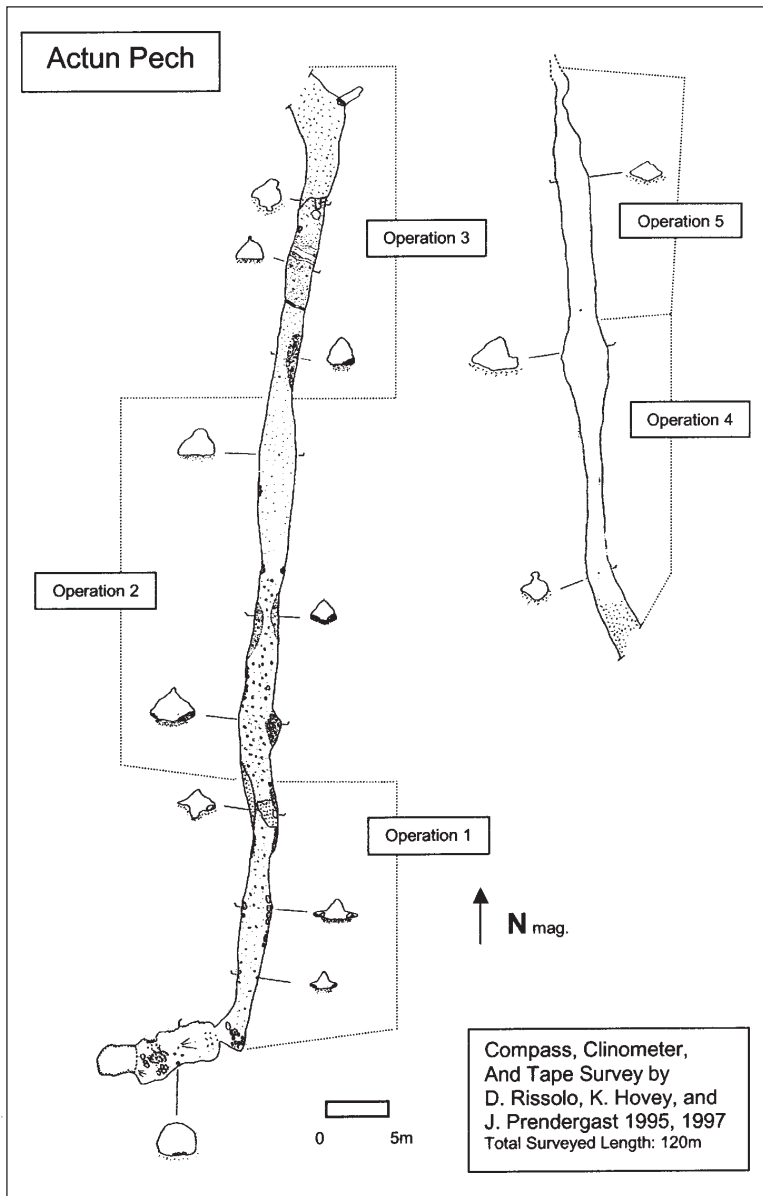 Actun Pech
Operation 3
Operation 5
Operation 4
Operation 2
Operation 1
N mag.
Compass, Clinometer,
And Tape Survey by
D. Rissolo, K. Hovey, and
J. Prendergast 1995, 1997
Total Surveyed Length: 120m
0 5m